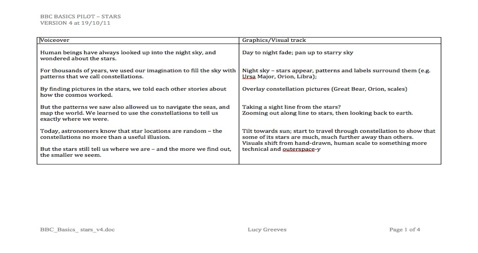 BBC BASICS PILOT – STARS
VERSION 4 at 19/10/11
Voiceover
Graphics/Visual track
Human beings have always looked up into the night sky, and
wondered about the stars.
Day to night fade; pan up to starry sky
For thousands of years, we used our imagination to fill the sky with
patterns that we call constellations.
Night sky – stars appear, patterns and labels surround them (e.g.
Ursa Major, Orion, Libra);
By finding pictures in the stars, we told each other stories about
how the cosmos worked.
Overlay constellation pictures (Great Bear, Orion, scales)
But the patterns we saw also allowed us to navigate the seas, and
map the world. We learned to use the constellations to tell us
exactly where we were.
Taking a sight line from the stars?
Zooming out along line to stars, then looking back to earth.
Today, astronomers know that star locations are random – the
constellations no more than a useful illusion.
Tilt towards sun; start to travel through constellation to show that
some of its stars are much, much further away than others.
Visuals shift from hand-drawn, human scale to something more
technical and outerspace-y
But the stars still tell us where we are – and the more we find out,
the smaller we seem.
BBC_ Basics_ stars_v4.doc
Lucy Greeves
Page 1 of 4